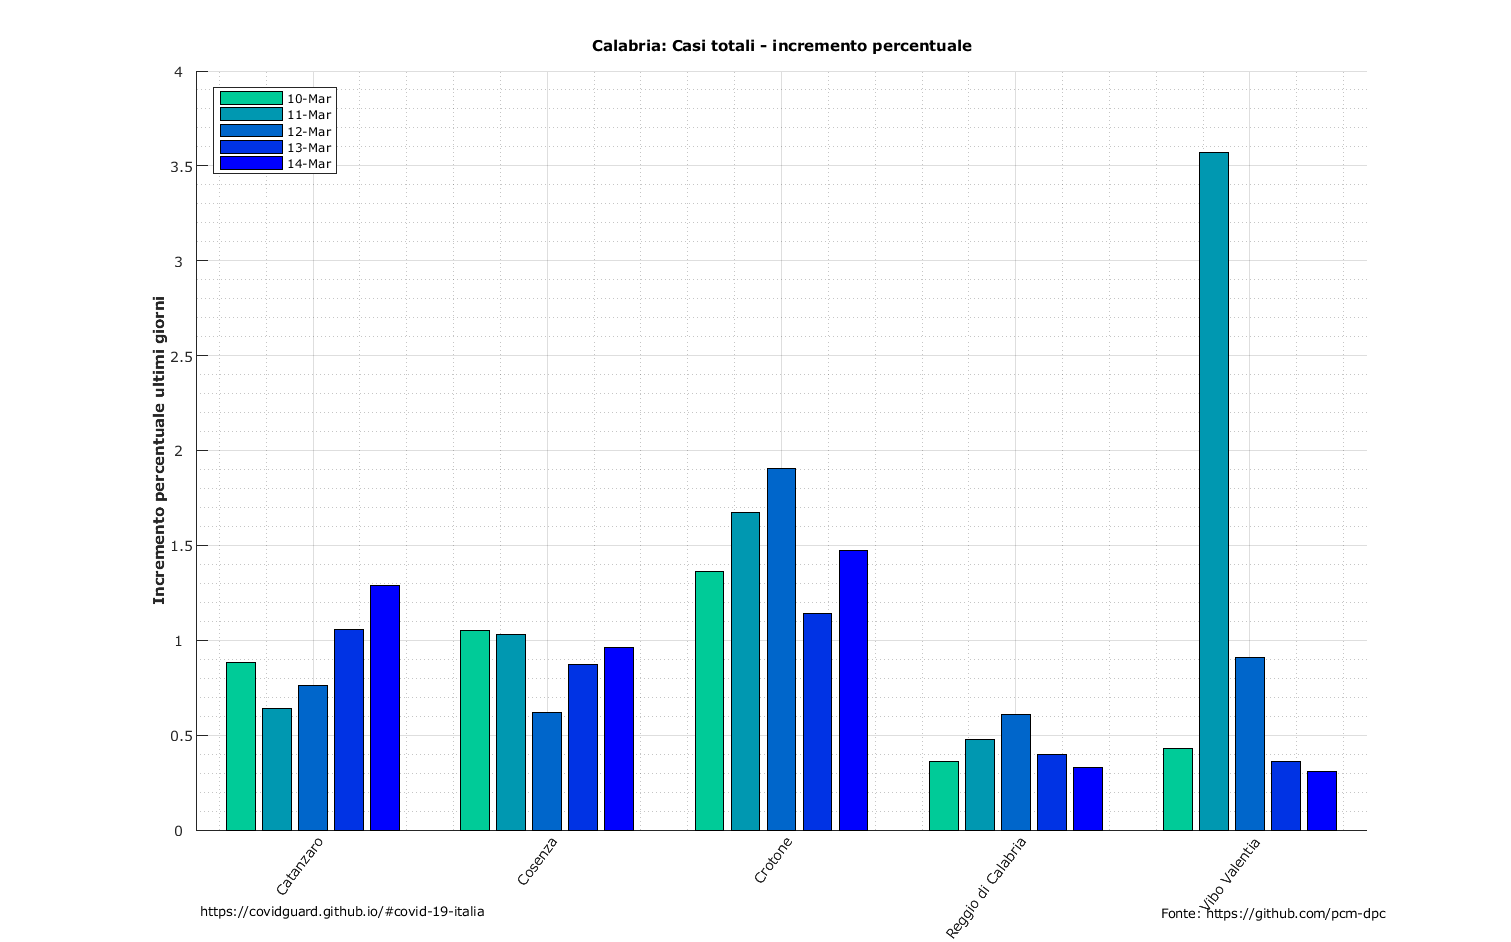 Calabria: Casi totali - incremento percentuale
4
3.5
3
2.5
2
1.5
1
0.5
0
Incremento percentuale ultimi giorni
10-Mar
11-Mar
12-Mar
13-Mar
14-Mar
Catanzaro
Cosenza
Crotone
Reggio di Calabria
Vibo Valentia
https://covidguard.github.io/#covid-19-italia
Fonte: https://github.com/pcm-dpc